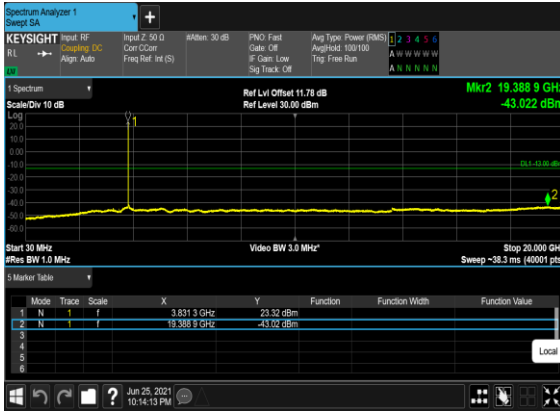 Spectrum Analyzer 1
Swept SA
+
KEYSIGHT Input: RF Input Z: 50 Ω #Atten: 30 dB PNO: Fast Avg Type: Power (RMS) 1 2 3 4 5 6
RL Coupling: DC Corr CCorr Gate: Off Avg|Hold: 100/100 A W W W W W
Align: Auto Freq Ref: Int (S) IF Gain: Low Trig: Free Run
Sig Track: Off A N N N N N
1 Spectrum Ref Lvl Offset 11.78 dB Mkr2 19.388 9 GHz
Scale/Div 10 dB Ref Level 30.00 dBm -43.022 dBm
Log
20.0
10.0
0.00
-10.0
-20.0
-30.0
-40.0
-50.0
-60.0
1
DL1 -13.00 dBm
2
Start 30 MHz Video BW 3.0 MHz* Stop 20.000 GH
#Res BW 1.0 MHz Sweep ~38.3 ms (40001 pts
5 Marker Table
Mode Trace Scale X Y Function Function Width Function Value
1 N 1 f 3.831 3 GHz 23.32 dBm
2 N 1 f 19.388 9 GHz -43.02 dBm
3
4
5
6
Local
? Jun 25, 2021
10:14:13 PM